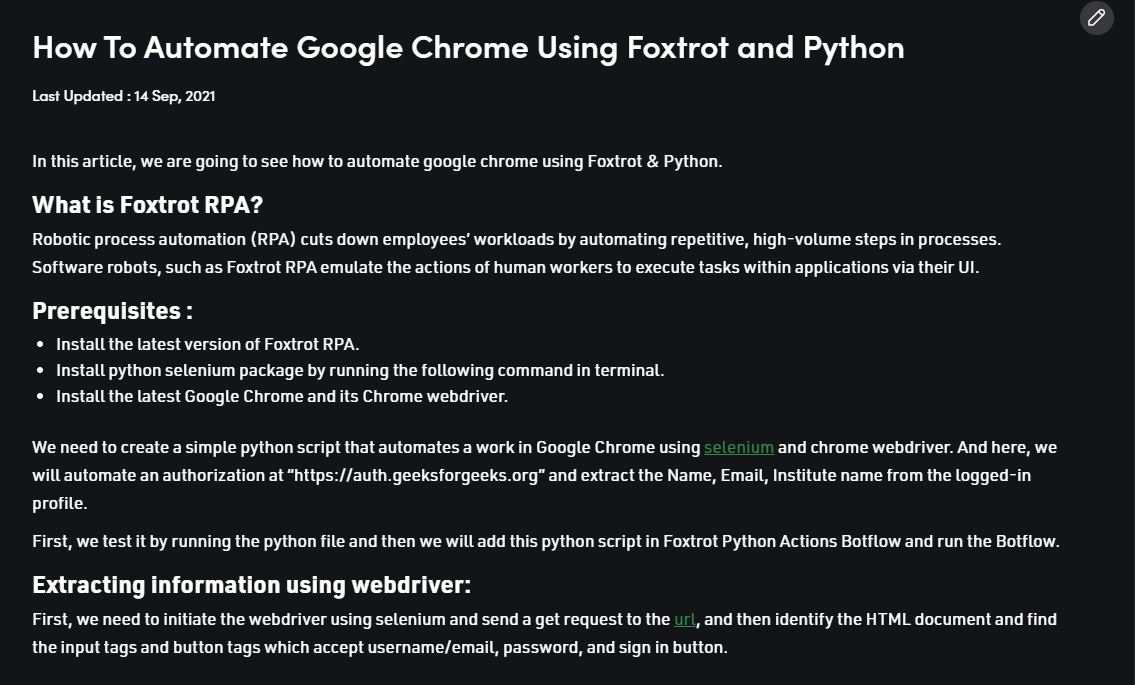 How To Automate Google Chrome Using Foxtrot and Python
Last Updated : 14 Sep, 2021
In this article, we are going to see how to automate google chrome using Foxtrot & Python.
What is Foxtrot RPA?
Robotic process automation (RPA) cuts down employees’ workloads by automating repetitive, high-volume steps in processes.
Software robots, such as Foxtrot RPA emulate the actions of human workers to execute tasks within applications via their UI.
Prerequisites :
• Install the latest version of Foxtrot RPA.
• Install python selenium package by running the following command in terminal.
• Install the latest Google Chrome and its Chrome webdriver.
We need to create a simple python script that automates a work in Google Chrome using selenium and chrome webdriver. And here, we
will automate an authorization at “https://auth.geeksforgeeks.org” and extract the Name, Email, Institute name from the logged-in
profile.
First, we test it by running the python file and then we will add this python script in Foxtrot Python Actions Botflow and run the Botflow.
Extracting information using webdriver:
First, we need to initiate the webdriver using selenium and send a get request to the url, and then identify the HTML document and find
the input tags and button tags which accept username/email, password, and sign in button.